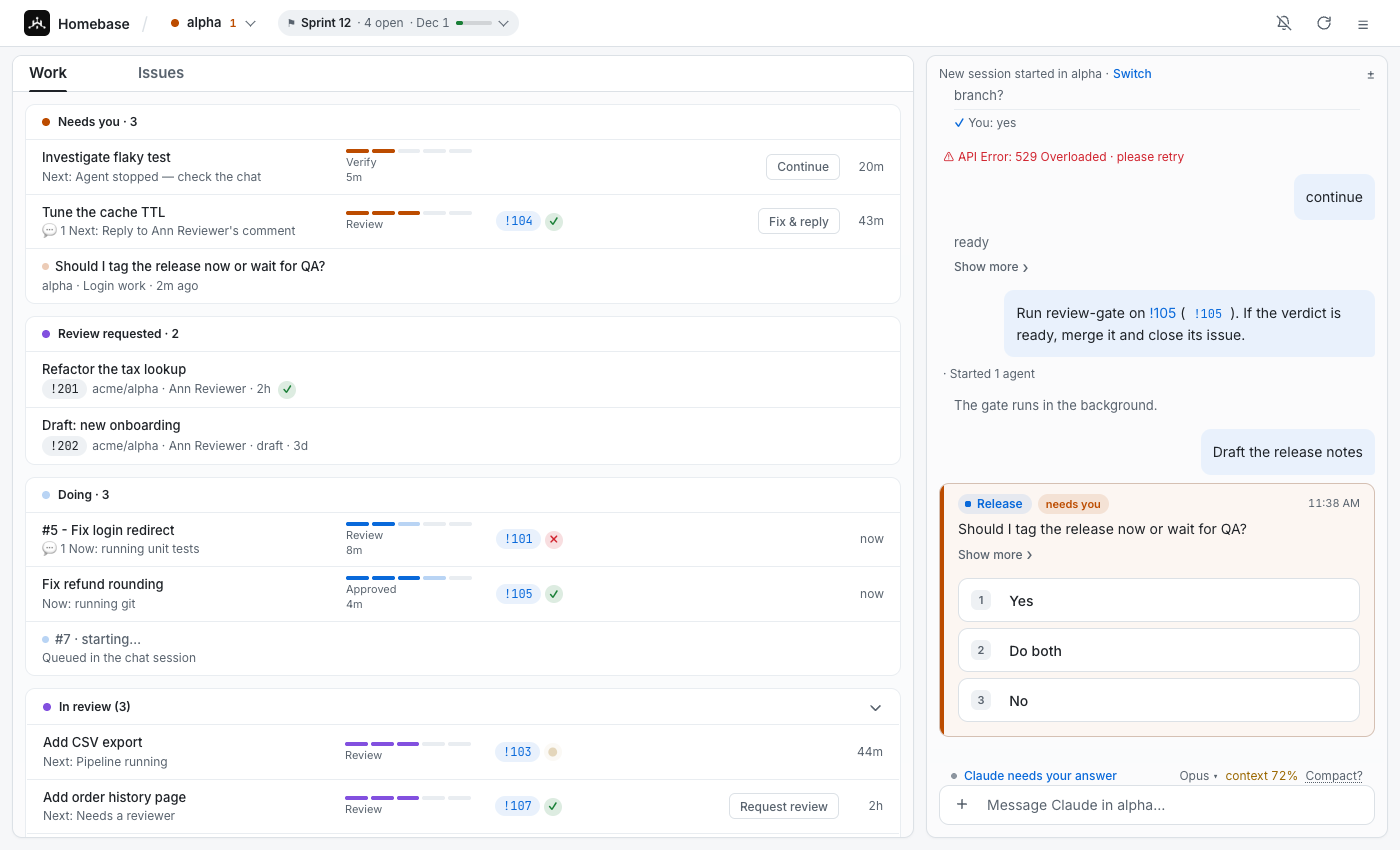 Homebase
alpha 1
Sprint 12 · 4 open · Dec 1
Work
Issues
Needs you · 3
Investigate flaky test
Next: Agent stopped — check the chat
Verify
5m
Continue
20m
Tune the cache TTL
💬 1 Next: Reply to Ann Reviewer's comment
Review
!104
Fix & reply
43m
Should I tag the release now or wait for QA?
alpha · Login work · 2m ago
Review requested · 2
Refactor the tax lookup
!201 acme/alpha · Ann Reviewer · 2h
Draft: new onboarding
!202 acme/alpha · Ann Reviewer · draft · 3d
Doing · 3
#5 - Fix login redirect
💬 1 Now: running unit tests
Review
8m
!101
now
Fix refund rounding
Now: running git
Approved
4m
!105
now
#7 · starting...
Queued in the chat session
In review (3)
Add CSV export
Next: Pipeline running
Review
!103
44m
Add order history page
Next: Needs a reviewer
Review
!107
Request review
2h
New session started in alpha · Switch
±
branch?
✓ You: yes
⚠ API Error: 529 Overloaded · please retry
continue
ready
Show more ›
Run review-gate on !105 ( !105 ). If the verdict is
ready, merge it and close its issue.
· Started 1 agent
The gate runs in the background.
Draft the release notes
Release needs you 11:38 AM
Should I tag the release now or wait for QA?
Show more ›
1 Yes
2 Do both
3 No
Claude needs your answer
Opus ▾ context 72% Compact?
+ Message Claude in alpha...